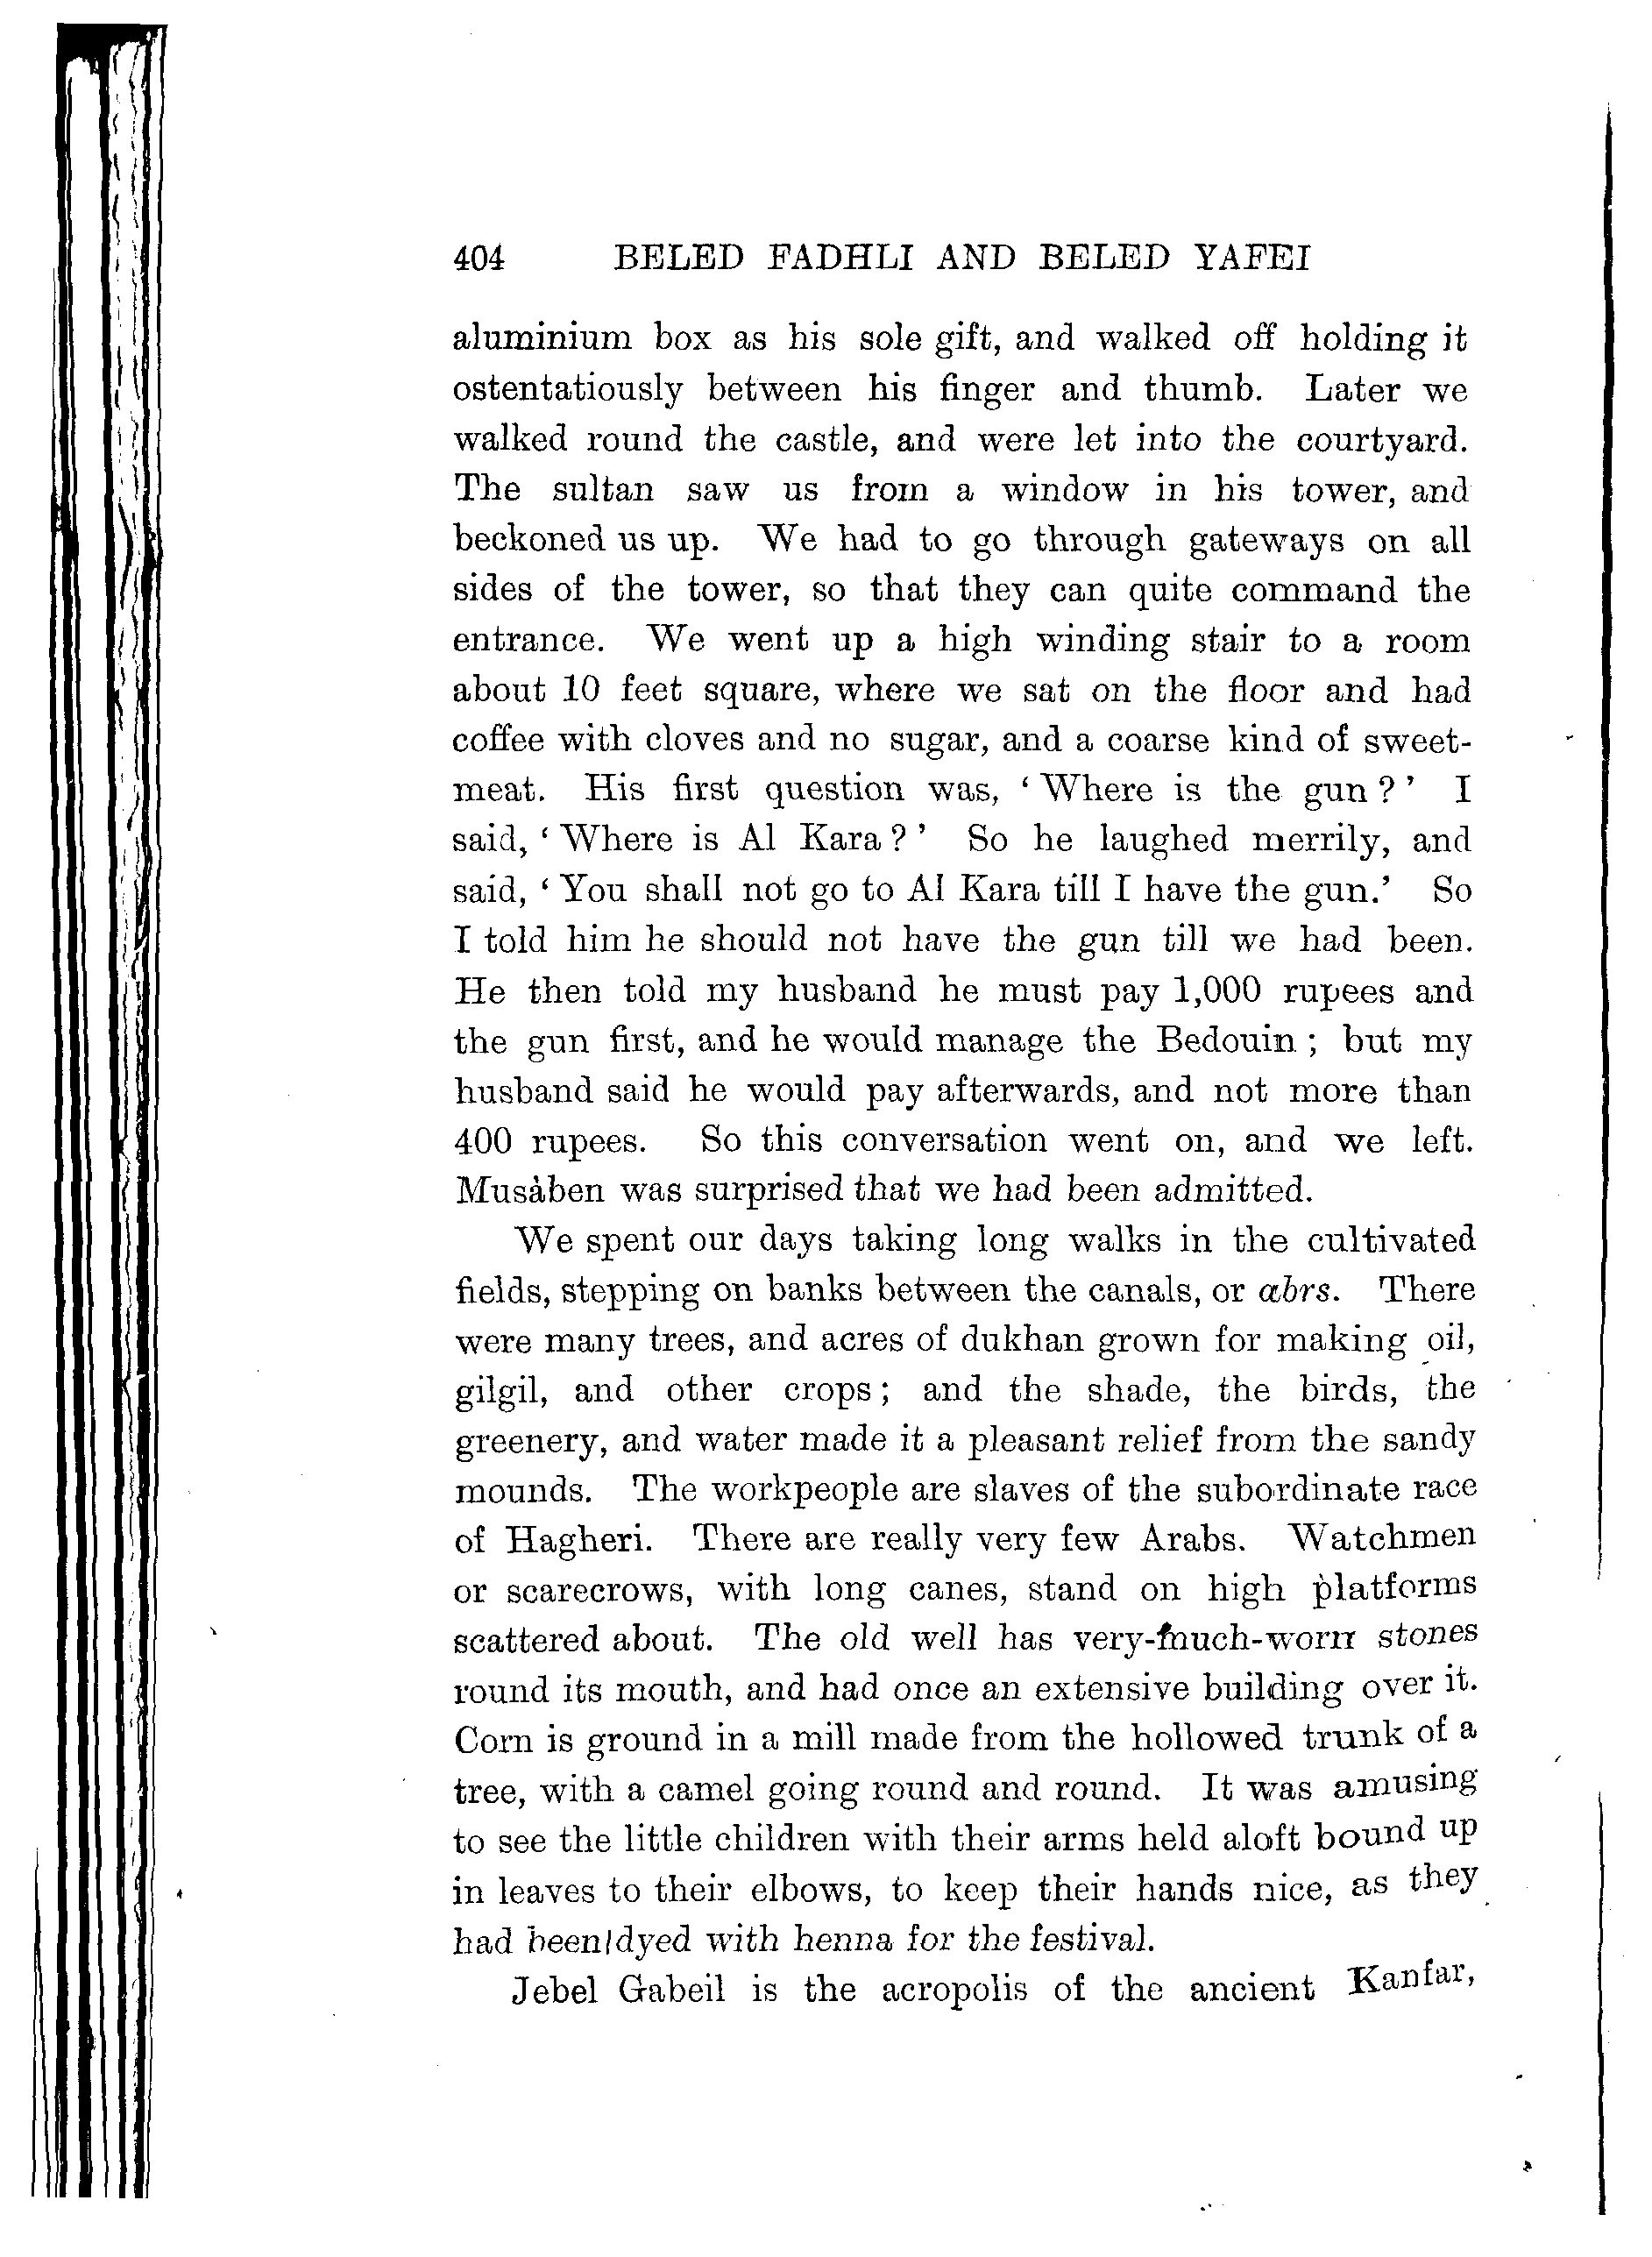 404 BELED FADHLI AND BELED YAFEI
aluminium box as his sole gift, and walked off holding it
ostentatiously between his finger and thumb. Later we
walked round the castle, and were let into the courtyard.
The sultan saw us from a window in his tower, and
beckoned us up. We had to go through gateways on all
sides of the tower, so that they can quite command the
entrance. We went up a high winding stair to a room
about 10 feet square, where we sat on the floor and had
coffee with cloves and no sugar, and a coarse kind of sweet-
meat. His first question was, ‘Where is the gun?’ I
said, ‘Where is Al Kara?’ So he laughed merrily, and
said, ‘You shall not go to Al Kara till I have the gun.’ So
I told him he should not have the gun till we had been.
He then told my husband he must pay 1,000 rupees and
the gun first, and he would manage the Bedouin; but my
husband said he would pay afterwards, and not more than
400 rupees. So this conversation went on, and we left.
Musàben was surprised that we had been admitted.
We spent our days taking long walks in the cultivated
fields, stepping on banks between the canals, or abrs. There
were many trees, and acres of dukhan grown for making oil,
gilgil, and other crops; and the shade, the birds, the
greenery, and water made it a pleasant relief from the sandy
mounds. The workpeople are slaves of the subordinate race
of Hagheri. There are really very few Arabs. Watchmen
or scarecrows, with long canes, stand on high platforms
scattered about. The old well has very-much-worn stones
round its mouth, and had once an extensive building over it.
Corn is ground in a mill made from the hollowed trunk of a
tree, with a camel going round and round. It was amusing
to see the little children with their arms held aloft bound up
in leaves to their elbows, to keep their hands nice, as they
had been dyed with henna for the festival.
Jebel Gabeil is the acropolis of the ancient Kanfar,